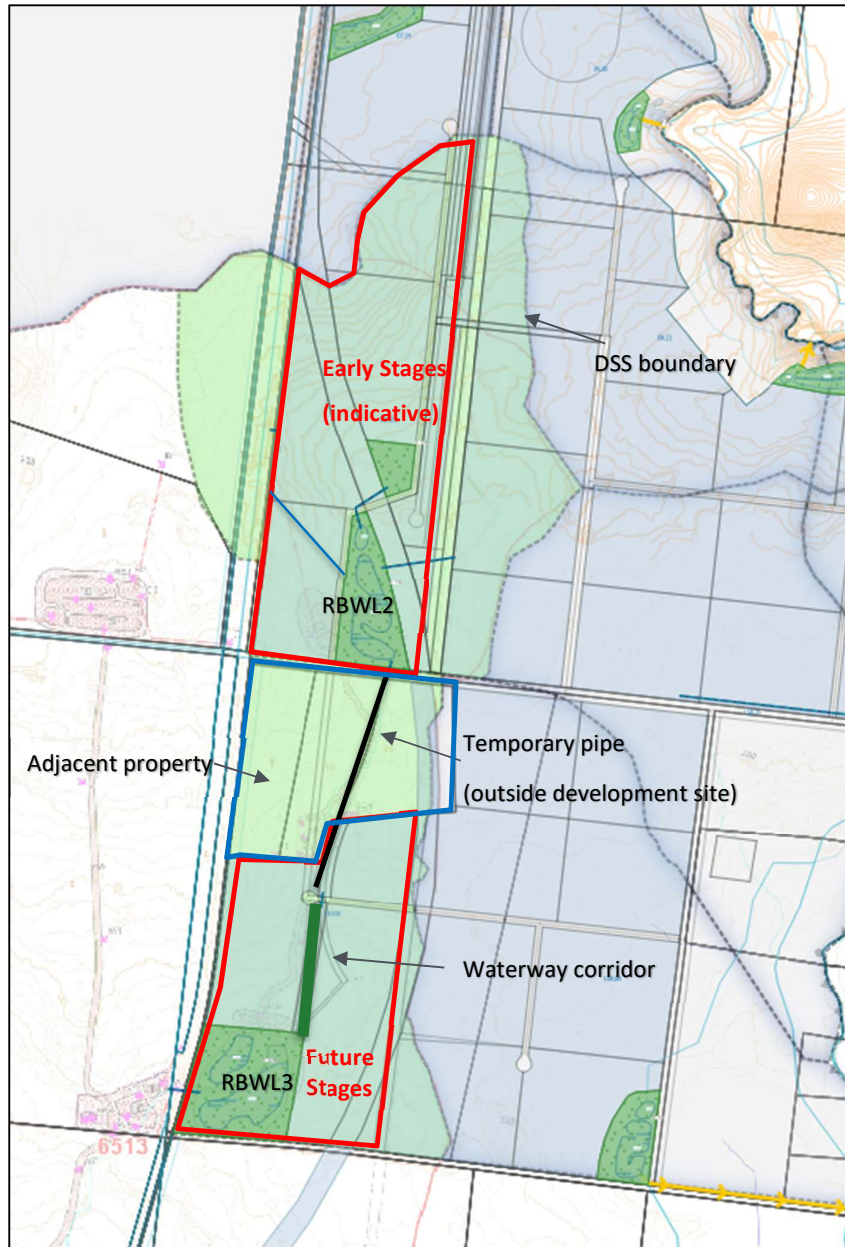 DSS boundary
Early Stages
(indicative)
RBWL2
Adjacent property
Temporary pipe
(outside development site)
Waterway corridor
RBWL3
Future
Stages
6513